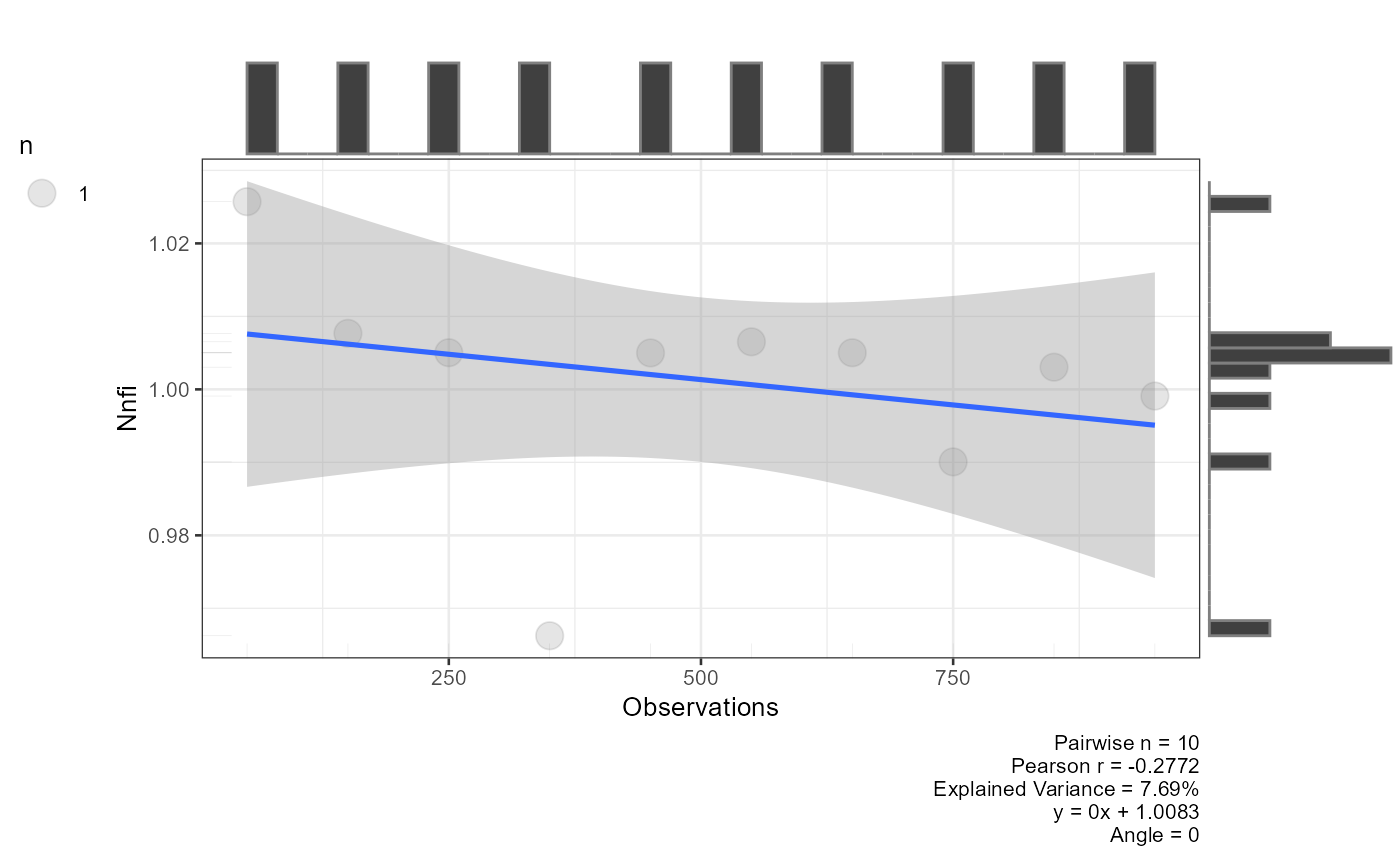 n
1
1.02
1.00
0.98
Nnfi
250 500 750
Observations
Pairwise n = 10
Pearson r = -0.2772
Explained Variance = 7.69%
y = 0x + 1.0083
Angle = 0